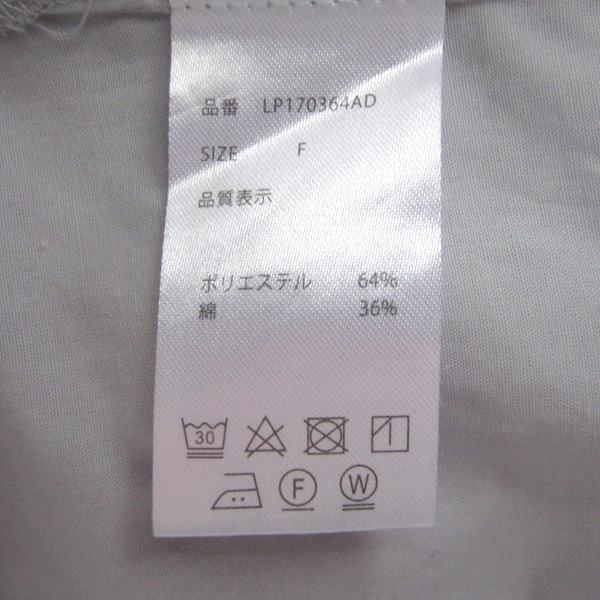 品番 LP170364AD
SIZE F
品質表示
ポリエステル 64%
綿 36%
30
F W